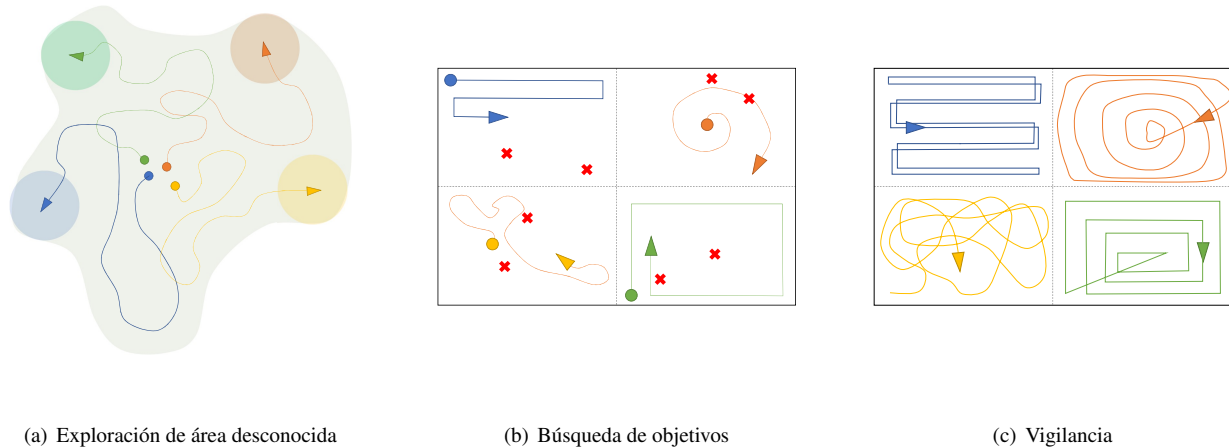 (a) Exploración de área desconocida
(b) Búsqueda de objetivos
(c) Vigilancia